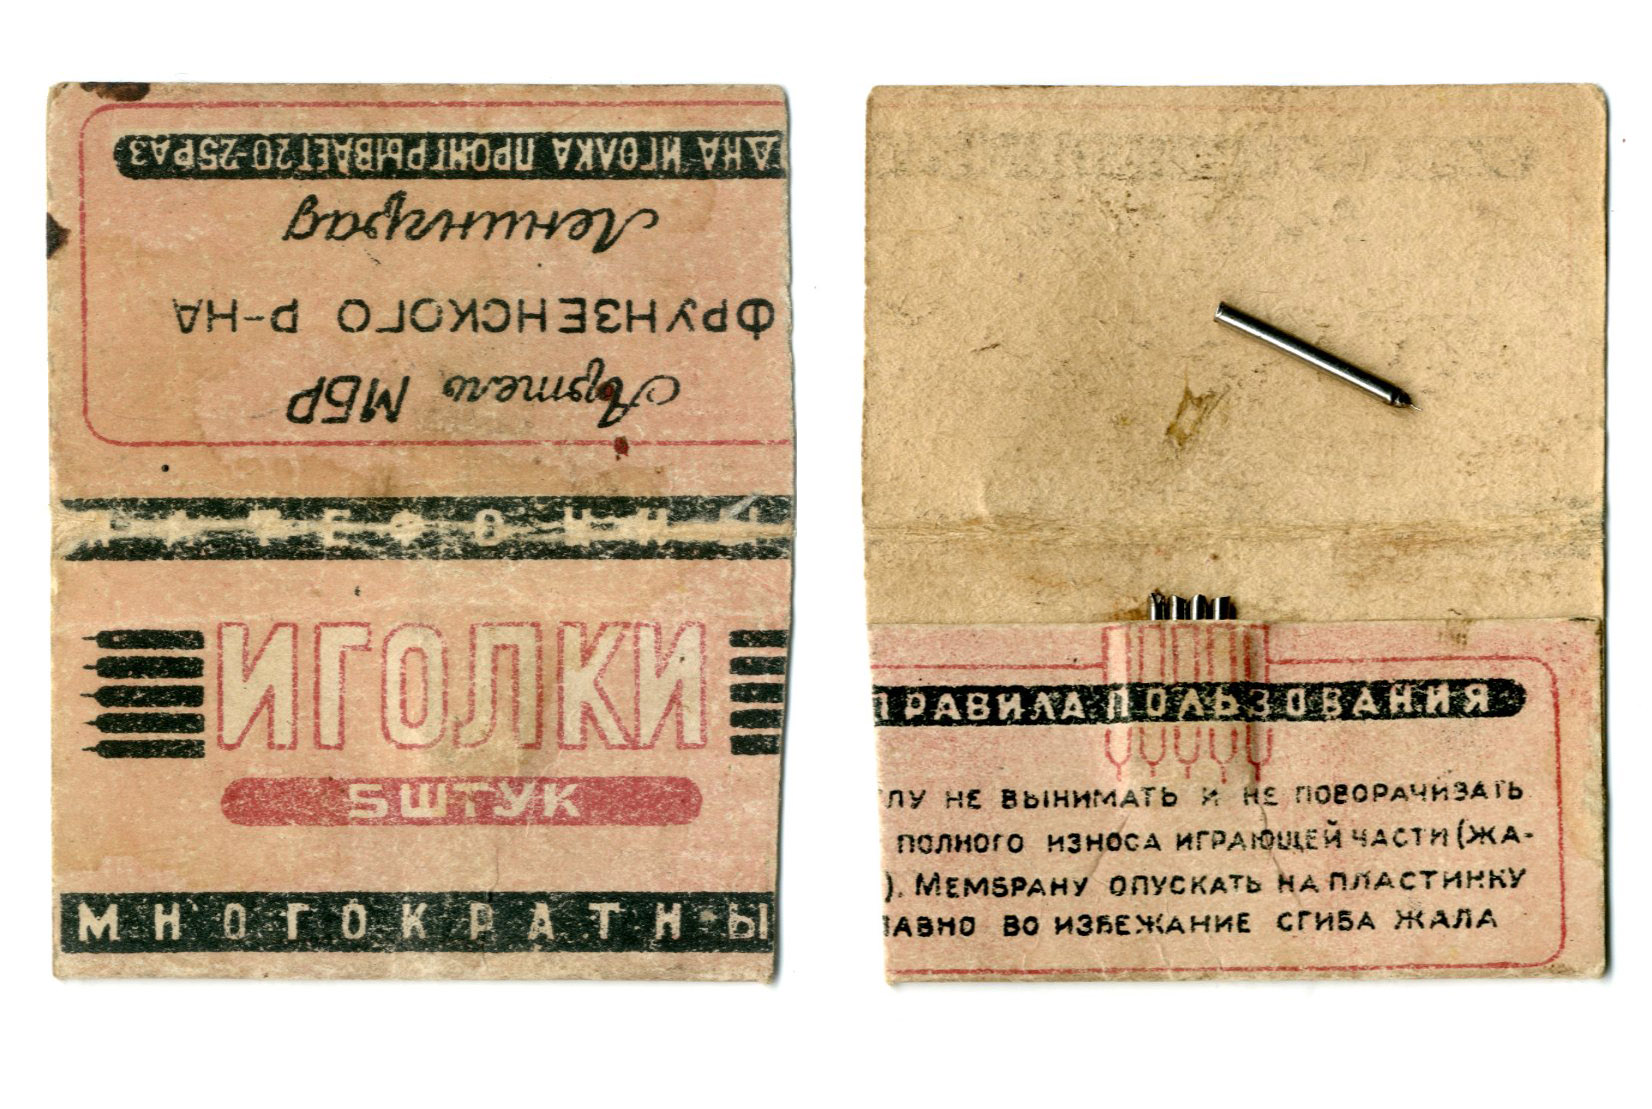 ДНА ИГОЛКА ПРОИГРЫВАЕТ 20-25 РАЗ
Ленинград
ФРУНЗЕНСКОГО Р-НА
Артель МБР
ИГОЛКИ
5 ШТУК
МНОГОКРАТНЫ
ПРАВИЛА ПОЛЬЗОВАНИЯ
ЛУ НЕ ВЫНИМАТЬ И НЕ ПОВОРАЧИВАТЬ
ПОЛНОГО ИЗНОСА ИГРАЮЩЕЙ ЧАСТИ (ЖА-
). МЕМБРАНУ ОПУСКАТЬ НА ПЛАСТИНКУ
ЛАВНО ВО ИЗБЕЖАНИЕ СГИБА ЖАЛА